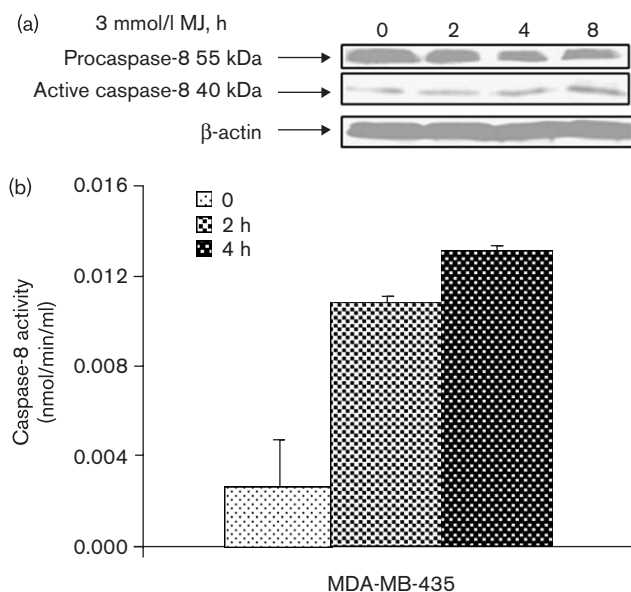 (a) 3 mmol/l MJ, h 0 2 4 8
Procaspase-8 55 kDa
Active caspase-8 40 kDa
β-actin
(b)
0.016
0.012
0.008
0.004
0.000
Caspase-8 activity
(nmol/min/ml)
0
2 h
4 h
MDA-MB-435